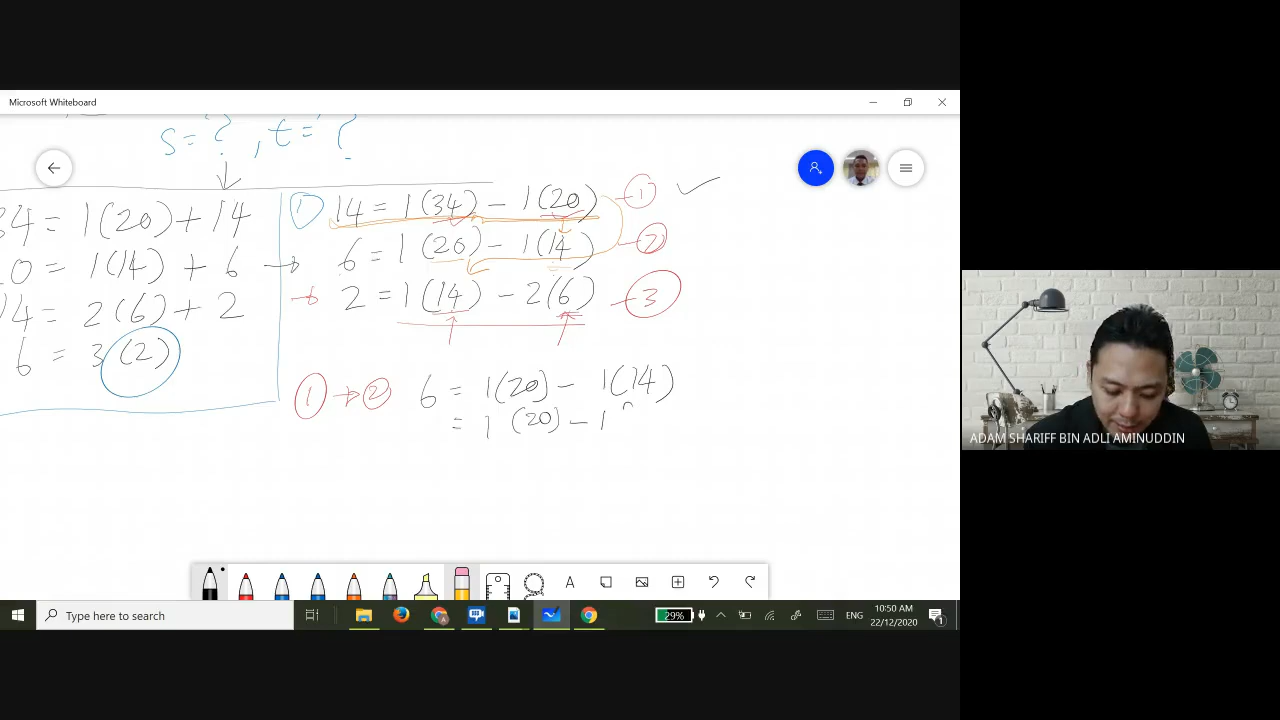 Microsoft Whiteboard
s = ? , t = ?
34 = 1(20) + 14
20 = 1(14) + 6
14 = 2(6) + 2
6 = 3(2)
1 14 = 1(34) - 1(20) - 1 ✓
→ 6 = 1(20) - 1(14) - 2
→ 2 = 1(14) - 2(6) - 3
1 → 2 6 = 1(20) - 1(14)
= 1(20) - 1
ADAM SHARIFF BIN ADLI AMINUDDIN
Type here to search
29%
ENG
10:50 AM
22/12/2020
1